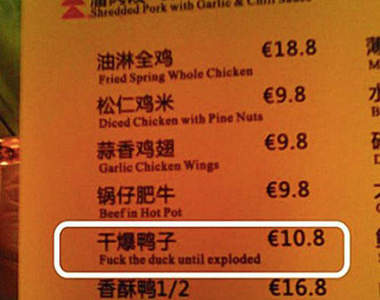 Shredded Pork with Garlic & Chili Sauce
油淋全鸡 €18.8
Fried Spring Whole Chicken
松仁鸡米 €9.8
Diced Chicken with Pine Nuts
蒜香鸡翅 €9.8
Garlic Chicken Wings
锅仔肥牛 €9.8
Beef in Hot Pot
干爆鸭子 €10.8
Fuck the duck until exploded
香酥鸭1/2 €16.8